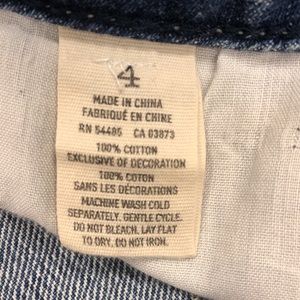 4
MADE IN CHINA
FABRIQUÉ EN CHINE
RN 54485 CA 03873
100% COTTON
EXCLUSIVE OF DECORATION
100% COTON
SANS LES DÉCORATIONS
MACHINE WASH COLD
SEPARATELY. GENTLE CYCLE.
DO NOT BLEACH. LAY FLAT
TO DRY. DO NOT IRON.